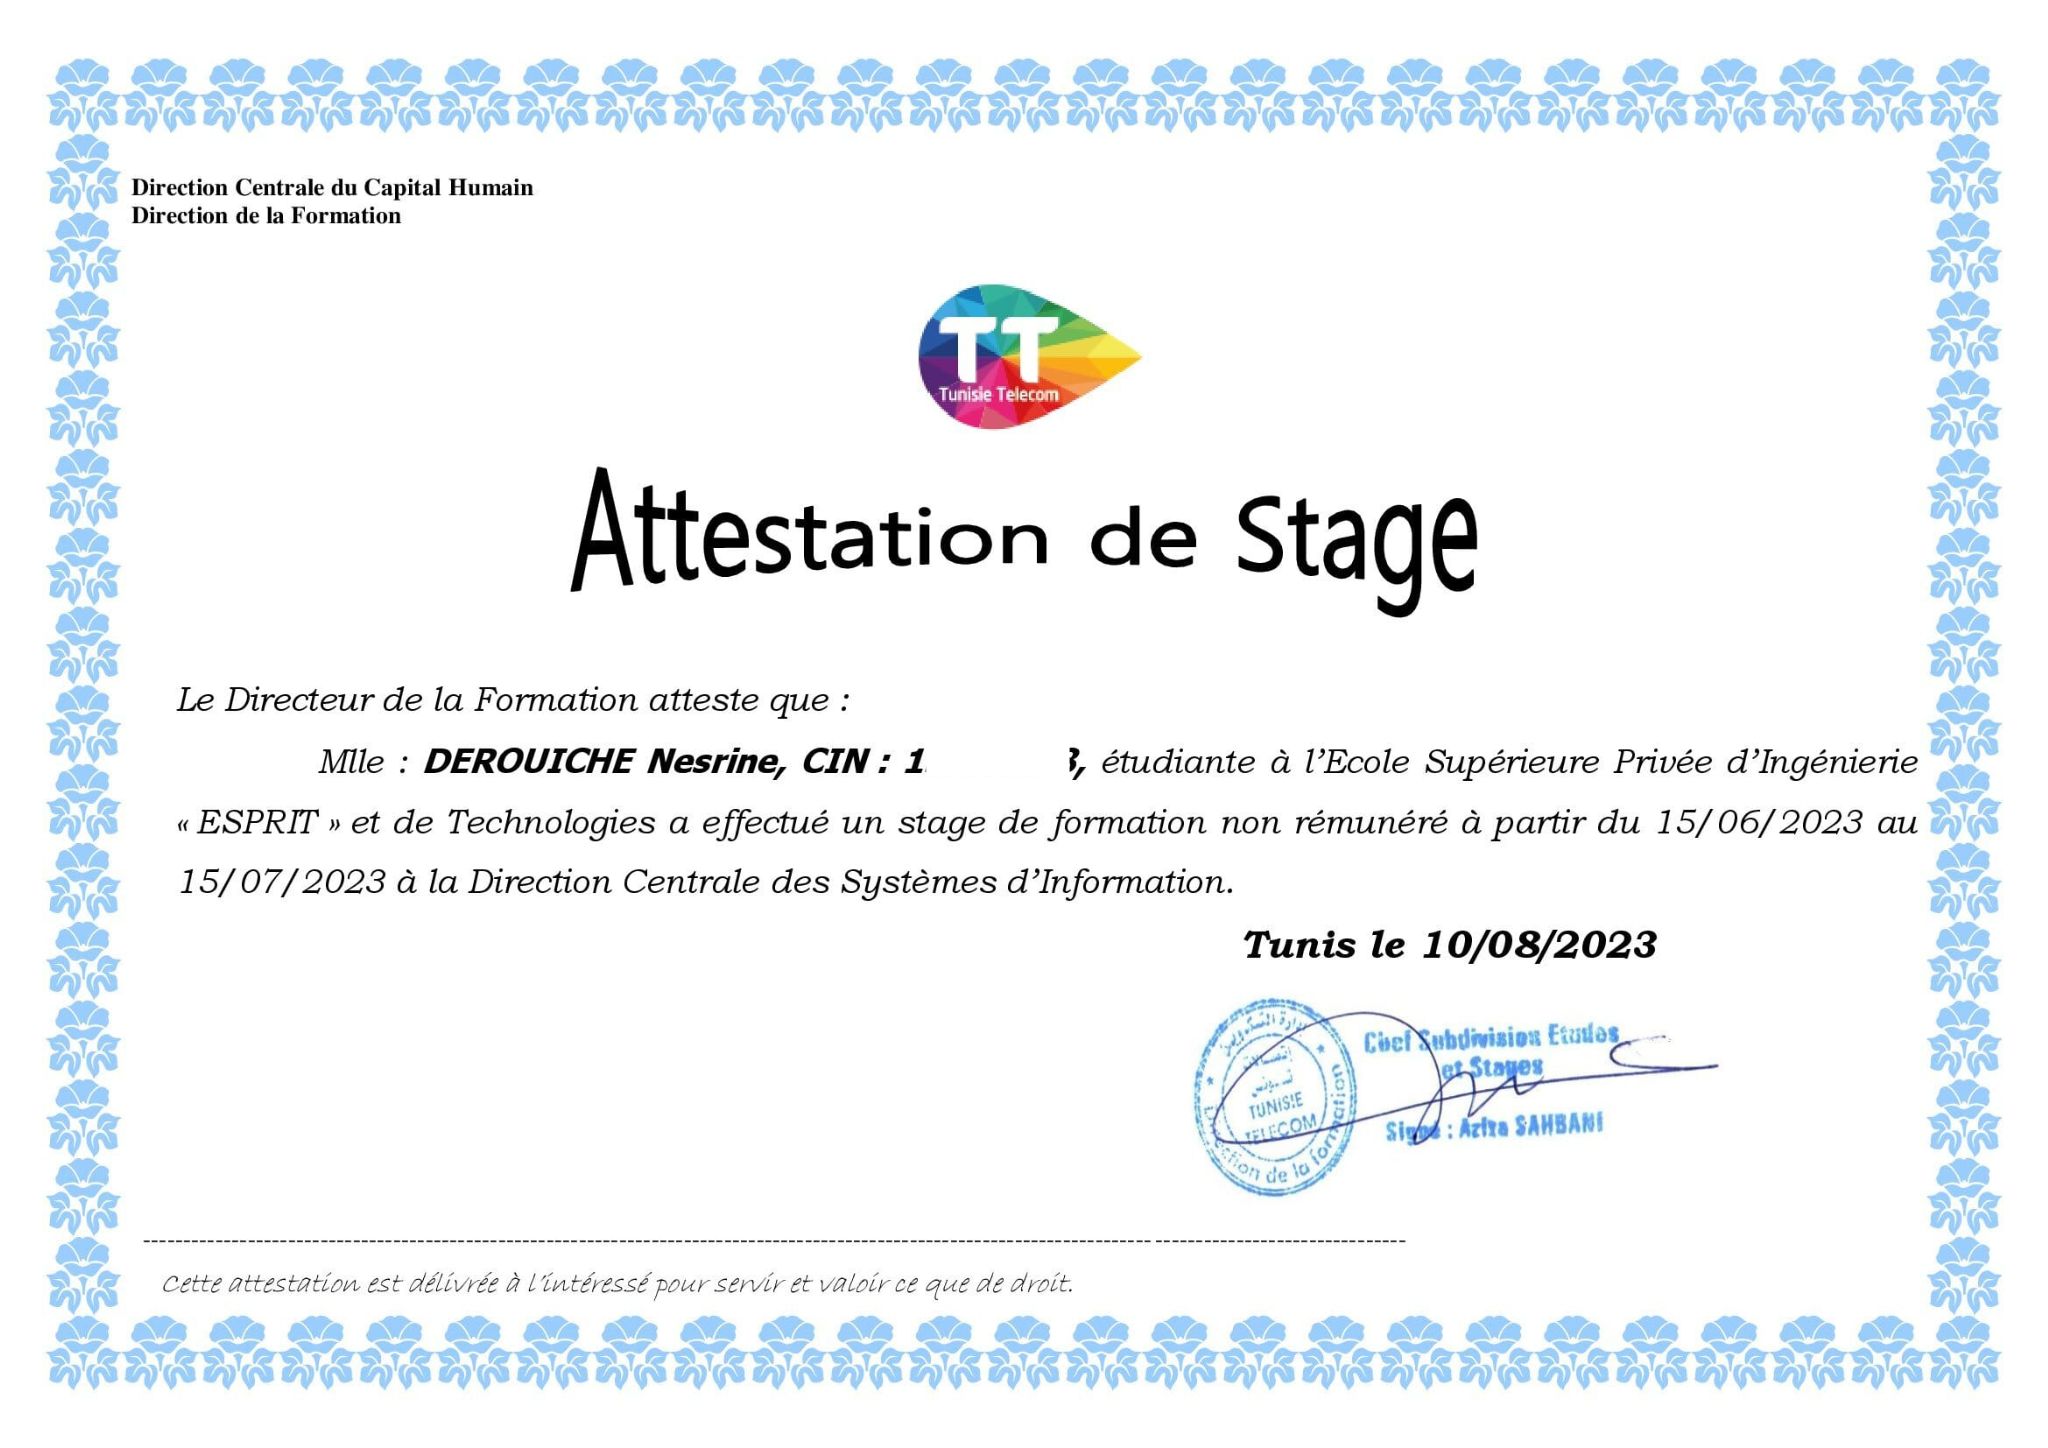 Direction Centrale du Capital Humain
Direction de la Formation
TT
Tunisie Telecom
Attestation de Stage
Le Directeur de la Formation atteste que :
Mlle : DEROUICHE Nesrine, CIN : 1 3, étudiante à l’Ecole Supérieure Privée d’Ingénierie
« ESPRIT » et de Technologies a effectué un stage de formation non rémunéré à partir du 15/06/2023 au
15/07/2023 à la Direction Centrale des Systèmes d’Information.
Tunis le 10/08/2023
Chef Subdivision Etudes
et Stages
Signé : Aziza SAHBANI
إدارة التكوين
إتصالات
تونس
TUNISIE
TELECOM
Direction de la formation
Cette attestation est délivrée à l’intéressé pour servir et valoir ce que de droit.